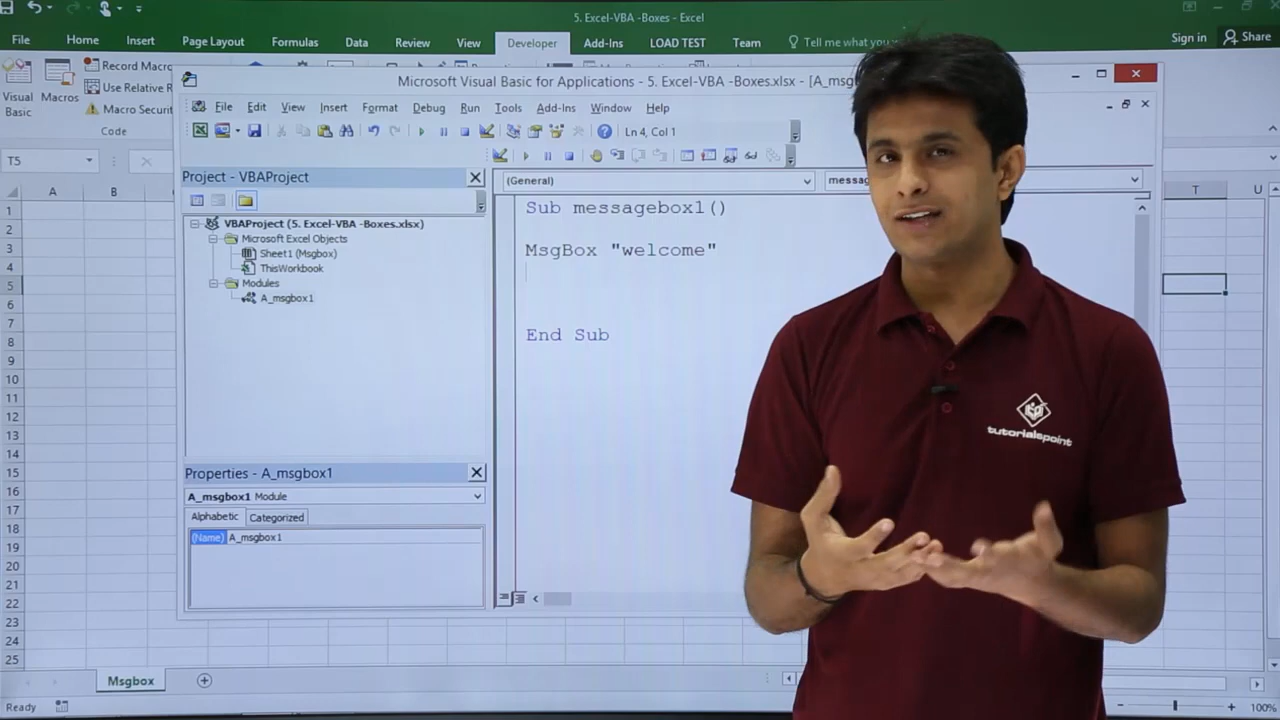 5. Excel-VBA -Boxes - Excel
File Home Insert Page Layout Formulas Data Review View Developer Add-Ins LOAD TEST Team Tell me what you Sign in Share
Visual Basic
Macros
Record Macro
Use Relative R
Macro Securit
Code
Microsoft Visual Basic for Applications - 5. Excel-VBA -Boxes.xlsx - [A_msg
File Edit View Insert Format Debug Run Tools Add-Ins Window Help
Ln 4, Col 1
T5
Project - VBAProject
(General)
messag
A B T U
1
2
3
4
5
6
7
8
9
10
11
12
13
14
15
16
17
18
19
20
21
22
23
24
25
VBAProject (5. Excel-VBA -Boxes.xlsx)
Microsoft Excel Objects
Sheet1 (Msgbox)
ThisWorkbook
Modules
A_msgbox1
Sub messagebox1()
MsgBox "welcome"
End Sub
Properties - A_msgbox1
A_msgbox1 Module
Alphabetic Categorized
(Name) A_msgbox1
tutorialspoint
Msgbox
Ready
100%